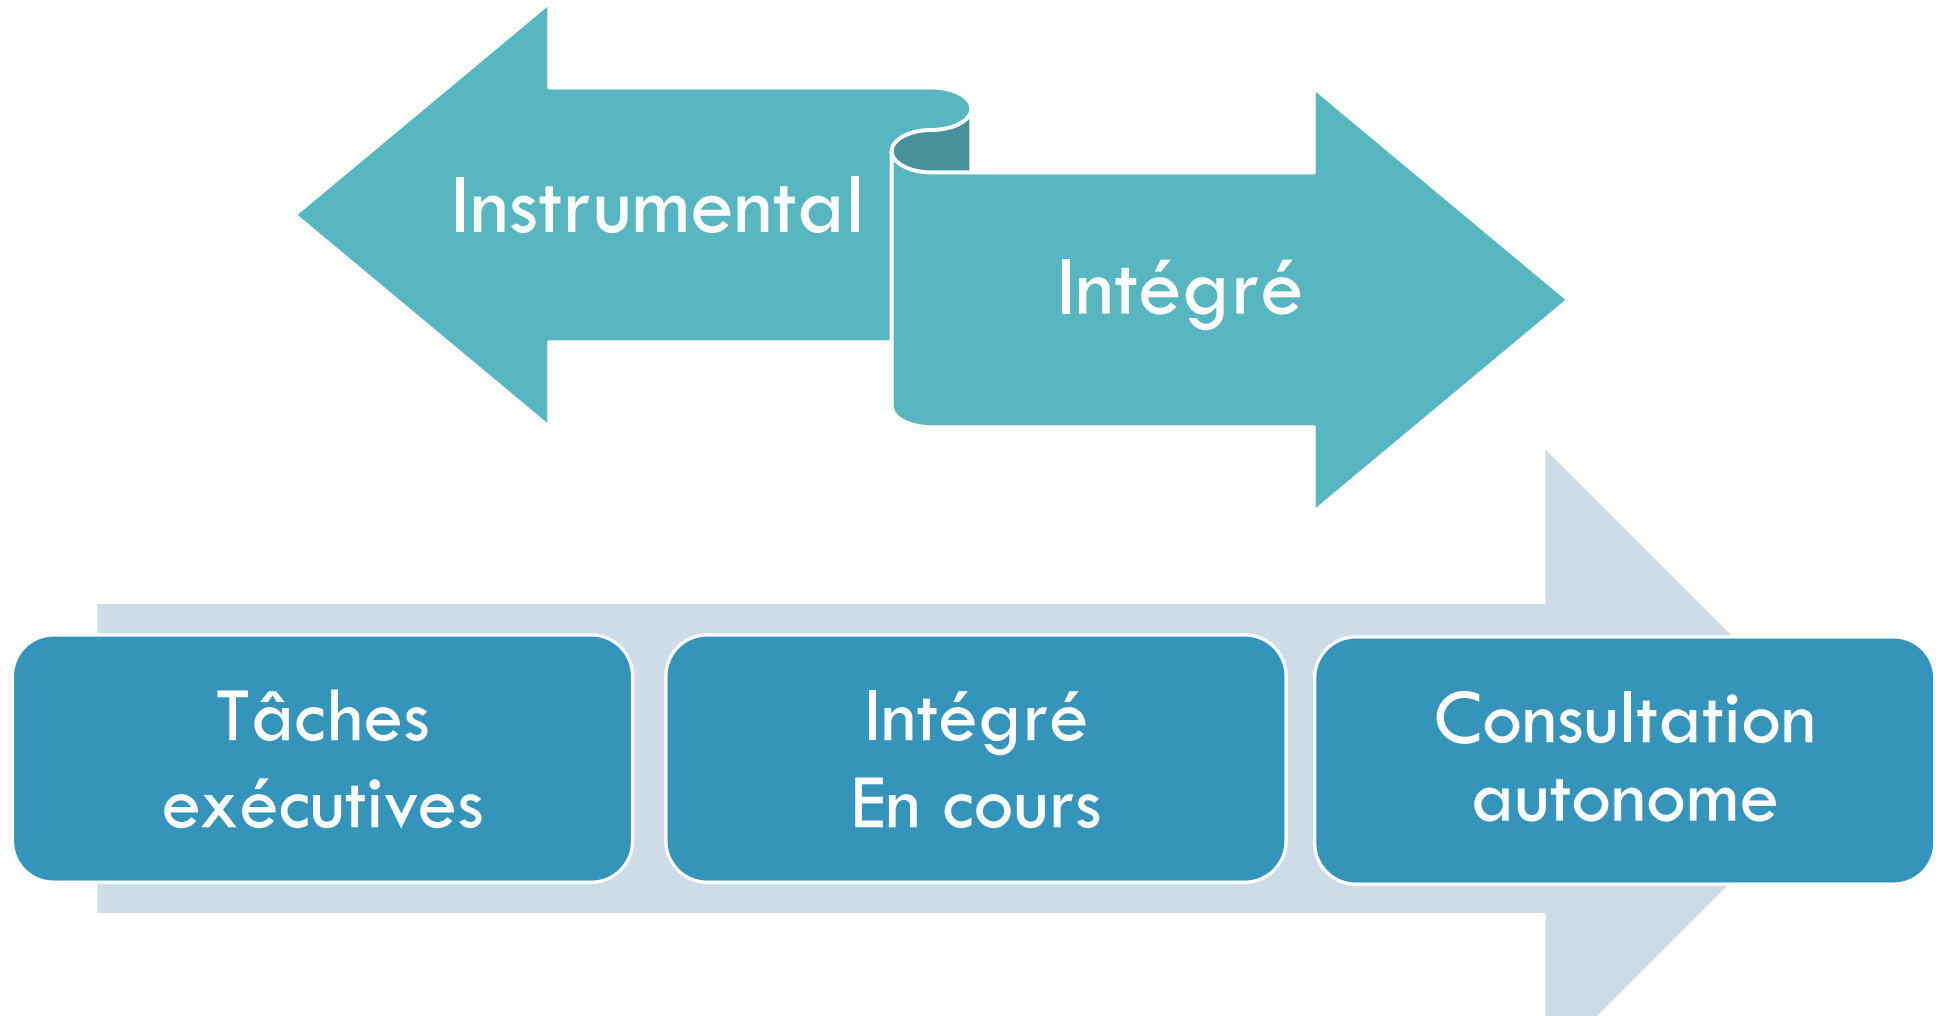 Instrumental
Intégré
Tâches
exécutives
Intégré
En cours
Consultation
autonome